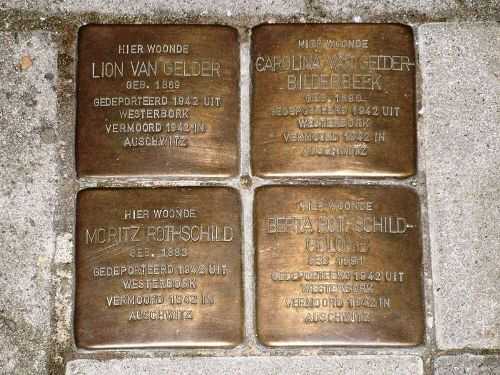 HIER WOONDE
LION VAN GELDER
GEB. 1869
GEDEPORTEERD 1942 UIT
WESTERBORK
VERMOORD 1942 IN
AUSCHWITZ
HIER WOONDE
CAROLINA VAN GELDER-
BILDERBEEK
GEB.
GEDEPORTEERD 1942 UIT
WESTERBORK
VERMOORD 1942 IN
AUSCHWITZ
HIER WOONDE
MORITZ ROTHSCHILD
GEB. 1883
GEDEPORTEERD 1942 UIT
WESTERBORK
VERMOORD 1942 IN
AUSCHWITZ
HIER WOONDE
BERTA ROTHSCHILD-
GEB. 1891
GEDEPORTEERD 1942 UIT
WESTERBORK
VERMOORD 1942 IN
AUSCHWITZ